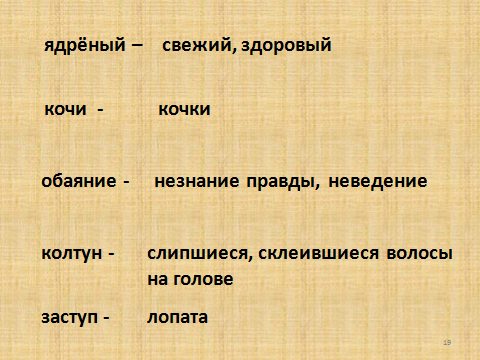 ядрёный – свежий, здоровый
кочи - кочки
обаяние - незнание правды, неведение
колтун - слипшиеся, склеившиеся волосы
на голове
заступ - лопата
19